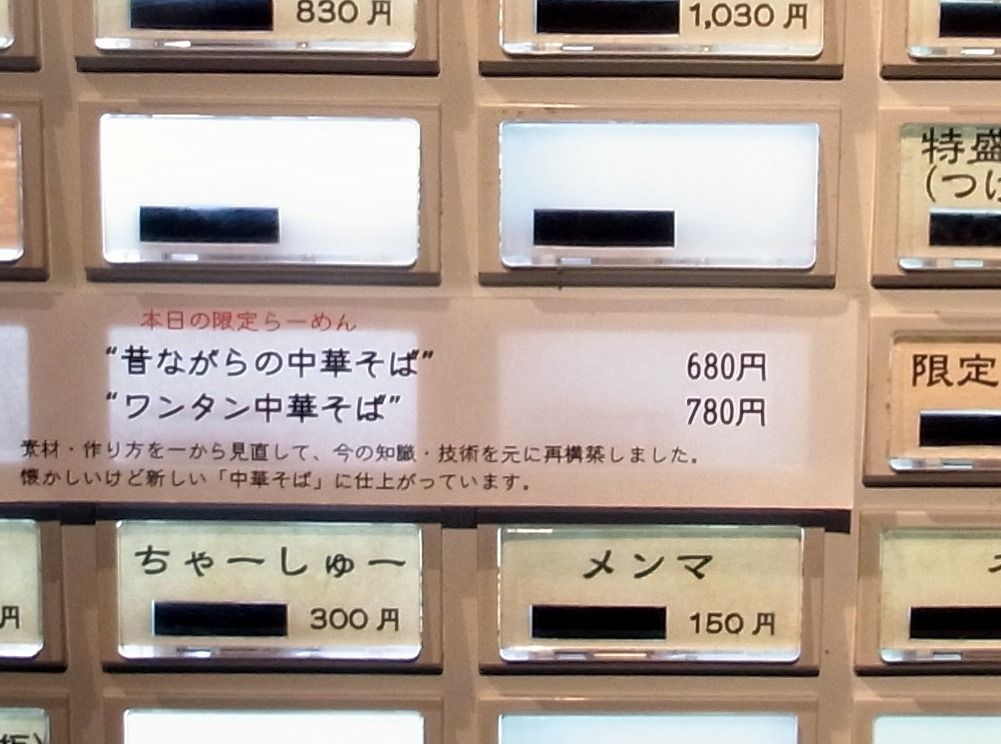 830円
1,030円
特盛
(つけ
本日の限定らーめん
“昔ながらの中華そば” 680円
“ワンタン中華そば” 780円
素材・作り方を一から見直して、今の知識・技術を元に再構築しました。
懐かしいけど新しい「中華そば」に仕上がっています。
限定
ちゃーしゅー
メンマ
円
300円
150円